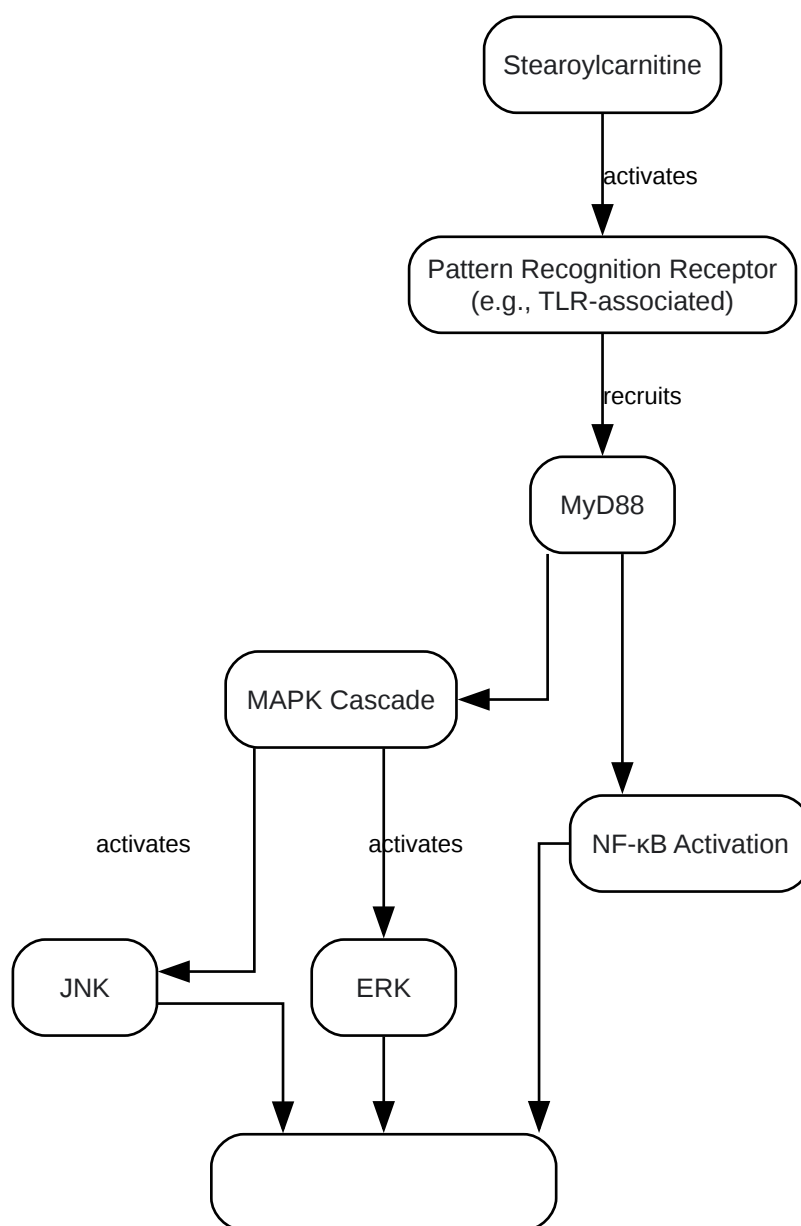 Stearoylcarnitine
activates
Pattern Recognition Receptor
(e.g., TLR-associated)
recruits
MyD88
MAPK Cascade
activates
activates
NF-κB Activation
JNK
ERK